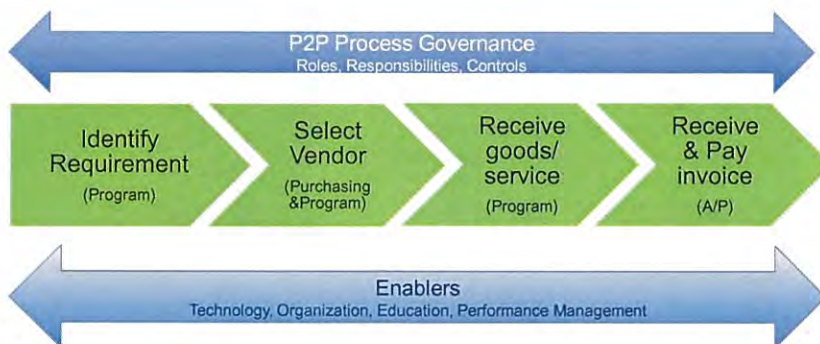 P2P Process Governance
Roles, Responsibilities, Controls
Identify
Requirement
(Program)
Select
Vendor
(Purchasing
&Program)
Receive
goods/
service
(Program)
Receive
& Pay
invoice
(A/P)
Enablers
Technology, Organization, Education, Performance Management